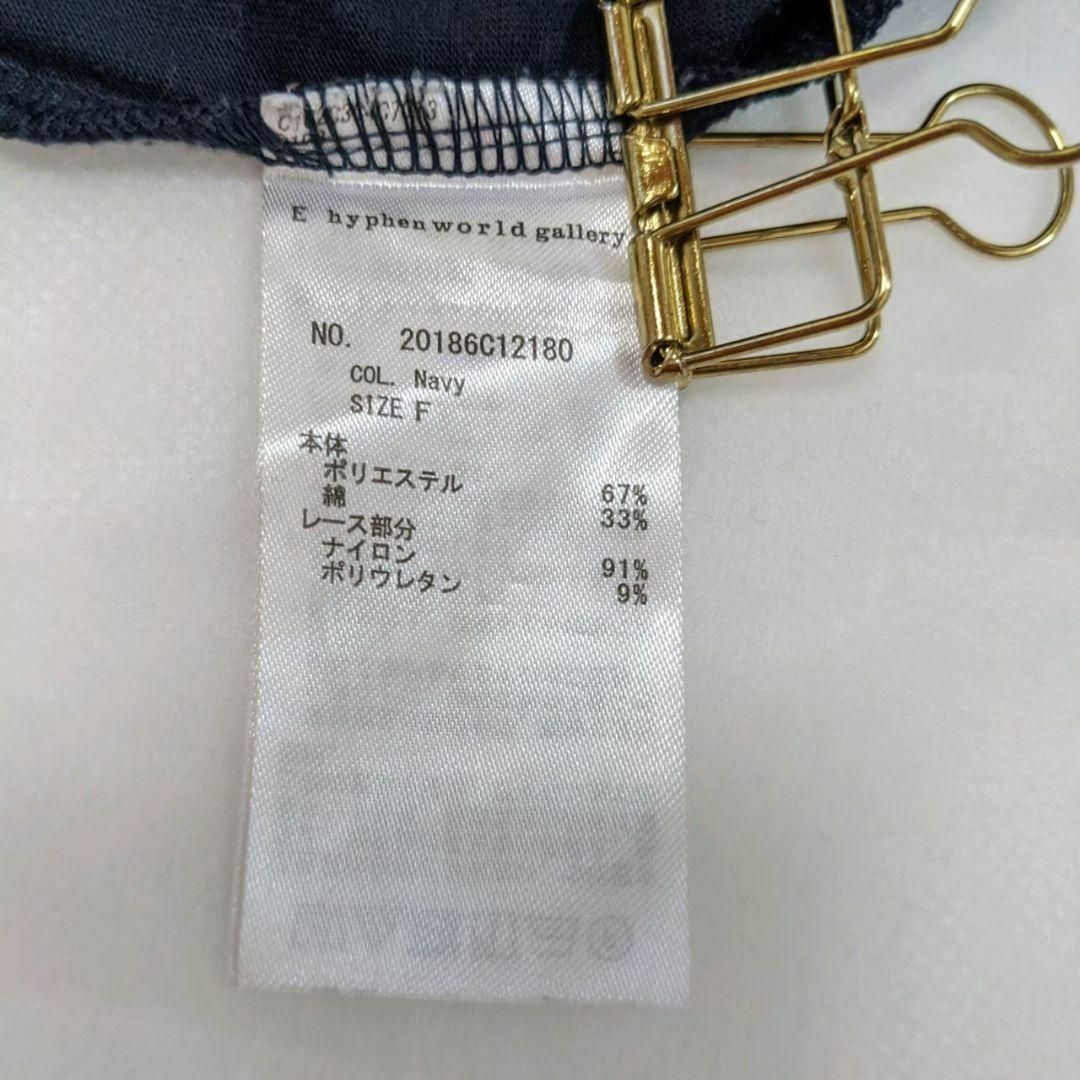 E hyphen world gallery
NO. 20186C12180
COL. Navy
SIZE F
本体
ポリエステル 67%
綿 33%
レース部分
ナイロン 91%
ポリウレタン 9%